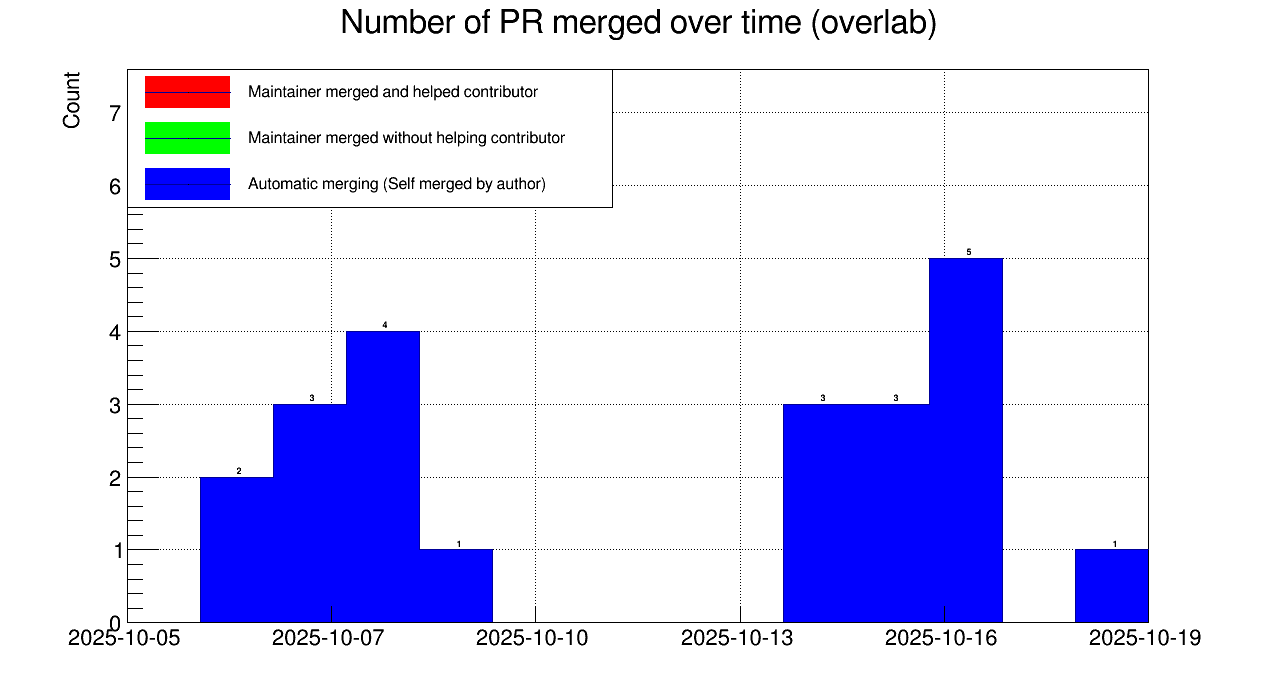 Number of PR merged over time (overlab)
Count
Maintainer merged and helped contributor
Maintainer merged without helping contributor
Automatic merging (Self merged by author)
7
6
5
4
3
2
1
0
5
4
3
3
3
2
1
1
2025-10-05 2025-10-07 2025-10-10 2025-10-13 2025-10-16 2025-10-19